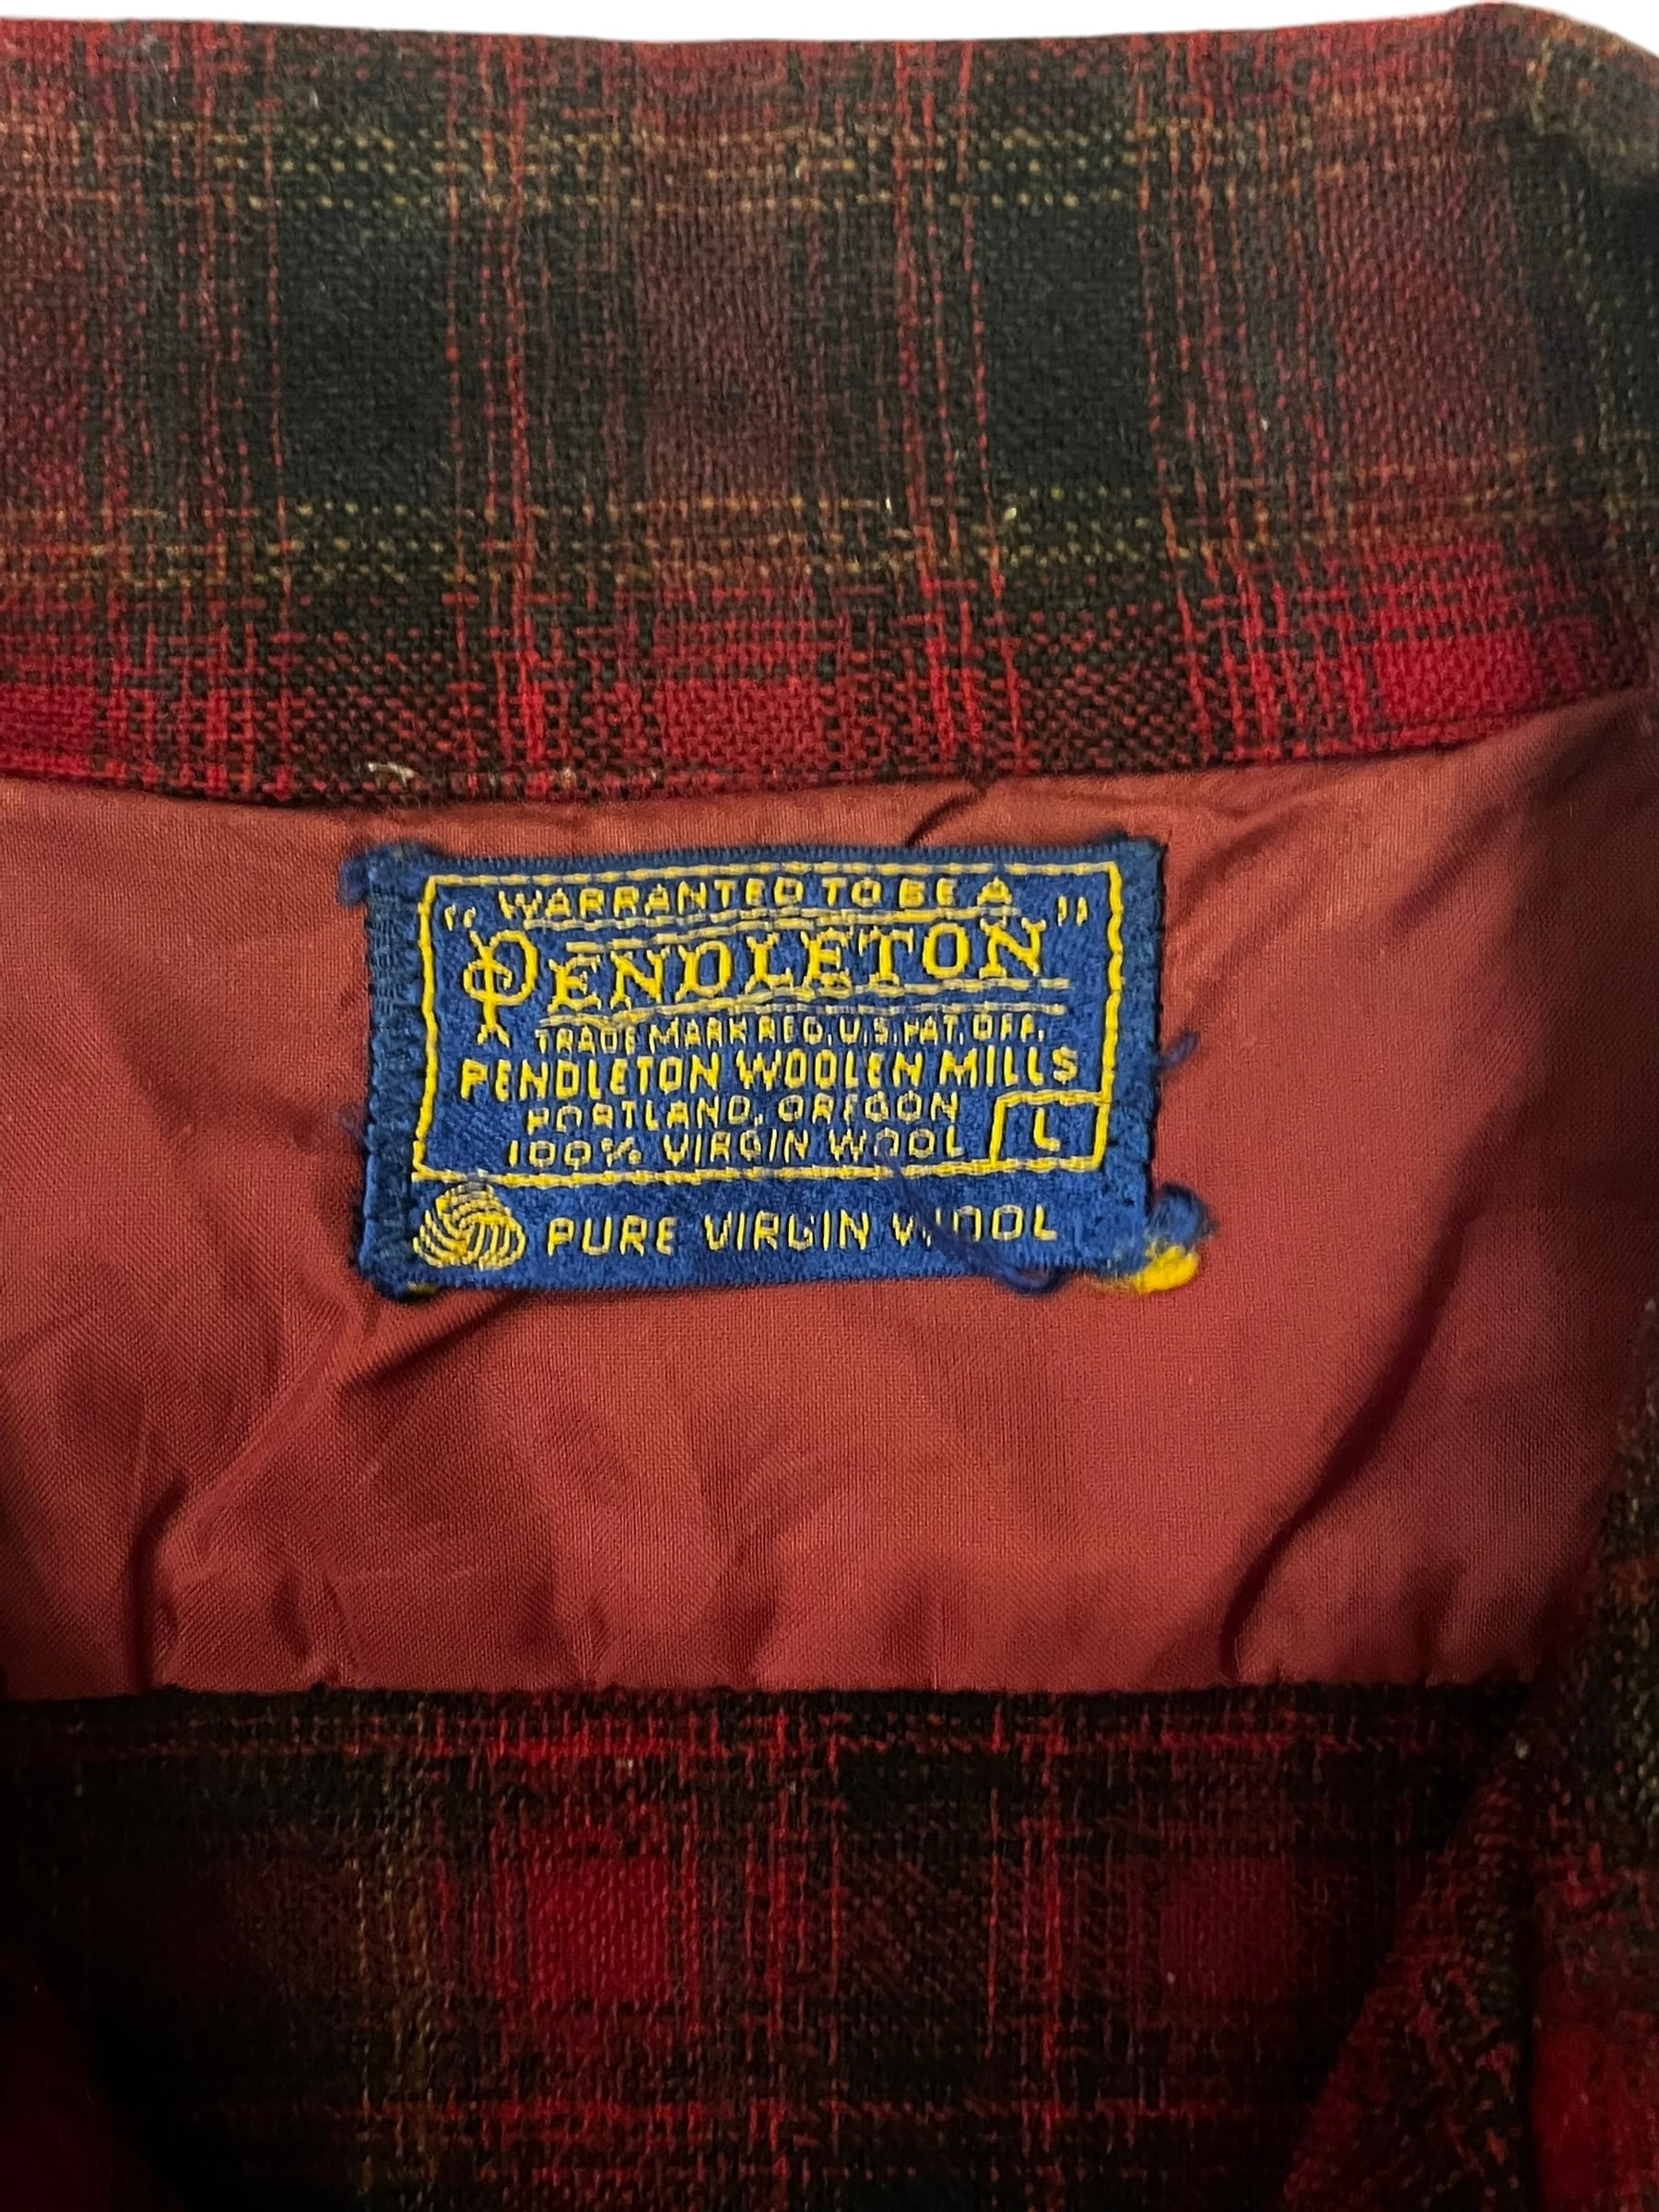 WARRANTED TO BE A
"PENDLETON"
TRADE MARK REG. U.S. PAT. OFF.
PENDLETON WOOLEN MILLS
PORTLAND, OREGON
100% VIRGIN WOOL L
PURE VIRGIN WOOL